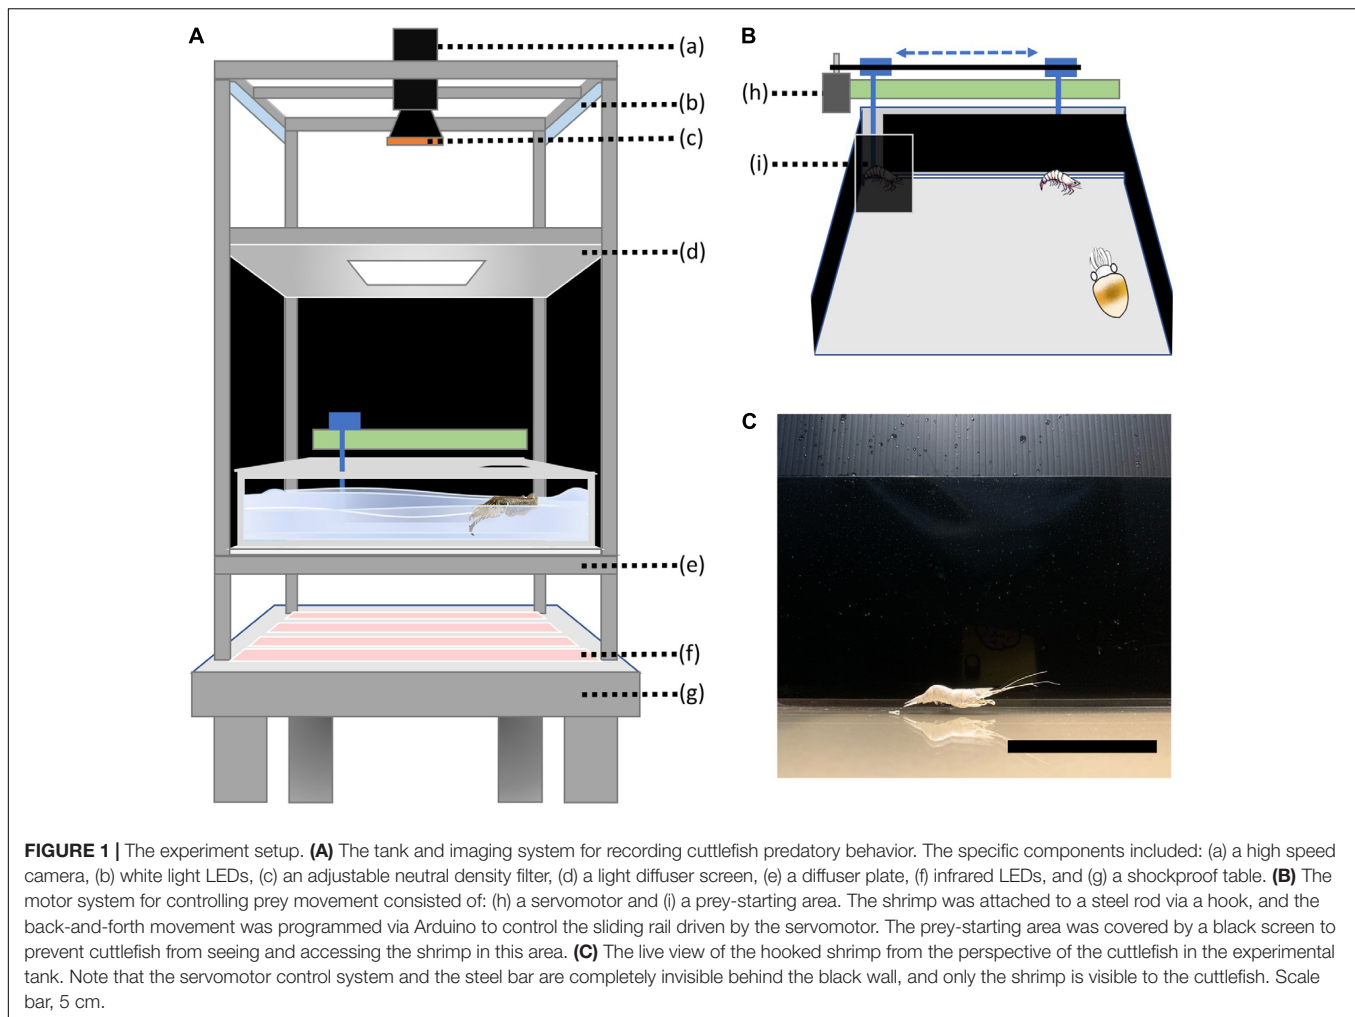 A
(a)
(b)
(c)
(d)
(e)
(f)
(g)
B
(h)
(i)
C
FIGURE 1 | The experiment setup. (A) The tank and imaging system for recording cuttlefish predatory behavior. The specific components included: (a) a high speed
camera, (b) white light LEDs, (c) an adjustable neutral density filter, (d) a light diffuser screen, (e) a diffuser plate, (f) infrared LEDs, and (g) a shockproof table. (B) The
motor system for controlling prey movement consisted of: (h) a servomotor and (i) a prey-starting area. The shrimp was attached to a steel rod via a hook, and the
back-and-forth movement was programmed via Arduino to control the sliding rail driven by the servomotor. The prey-starting area was covered by a black screen to
prevent cuttlefish from seeing and accessing the shrimp in this area. (C) The live view of the hooked shrimp from the perspective of the cuttlefish in the experimental
tank. Note that the servomotor control system and the steel bar are completely invisible behind the black wall, and only the shrimp is visible to the cuttlefish. Scale
bar, 5 cm.